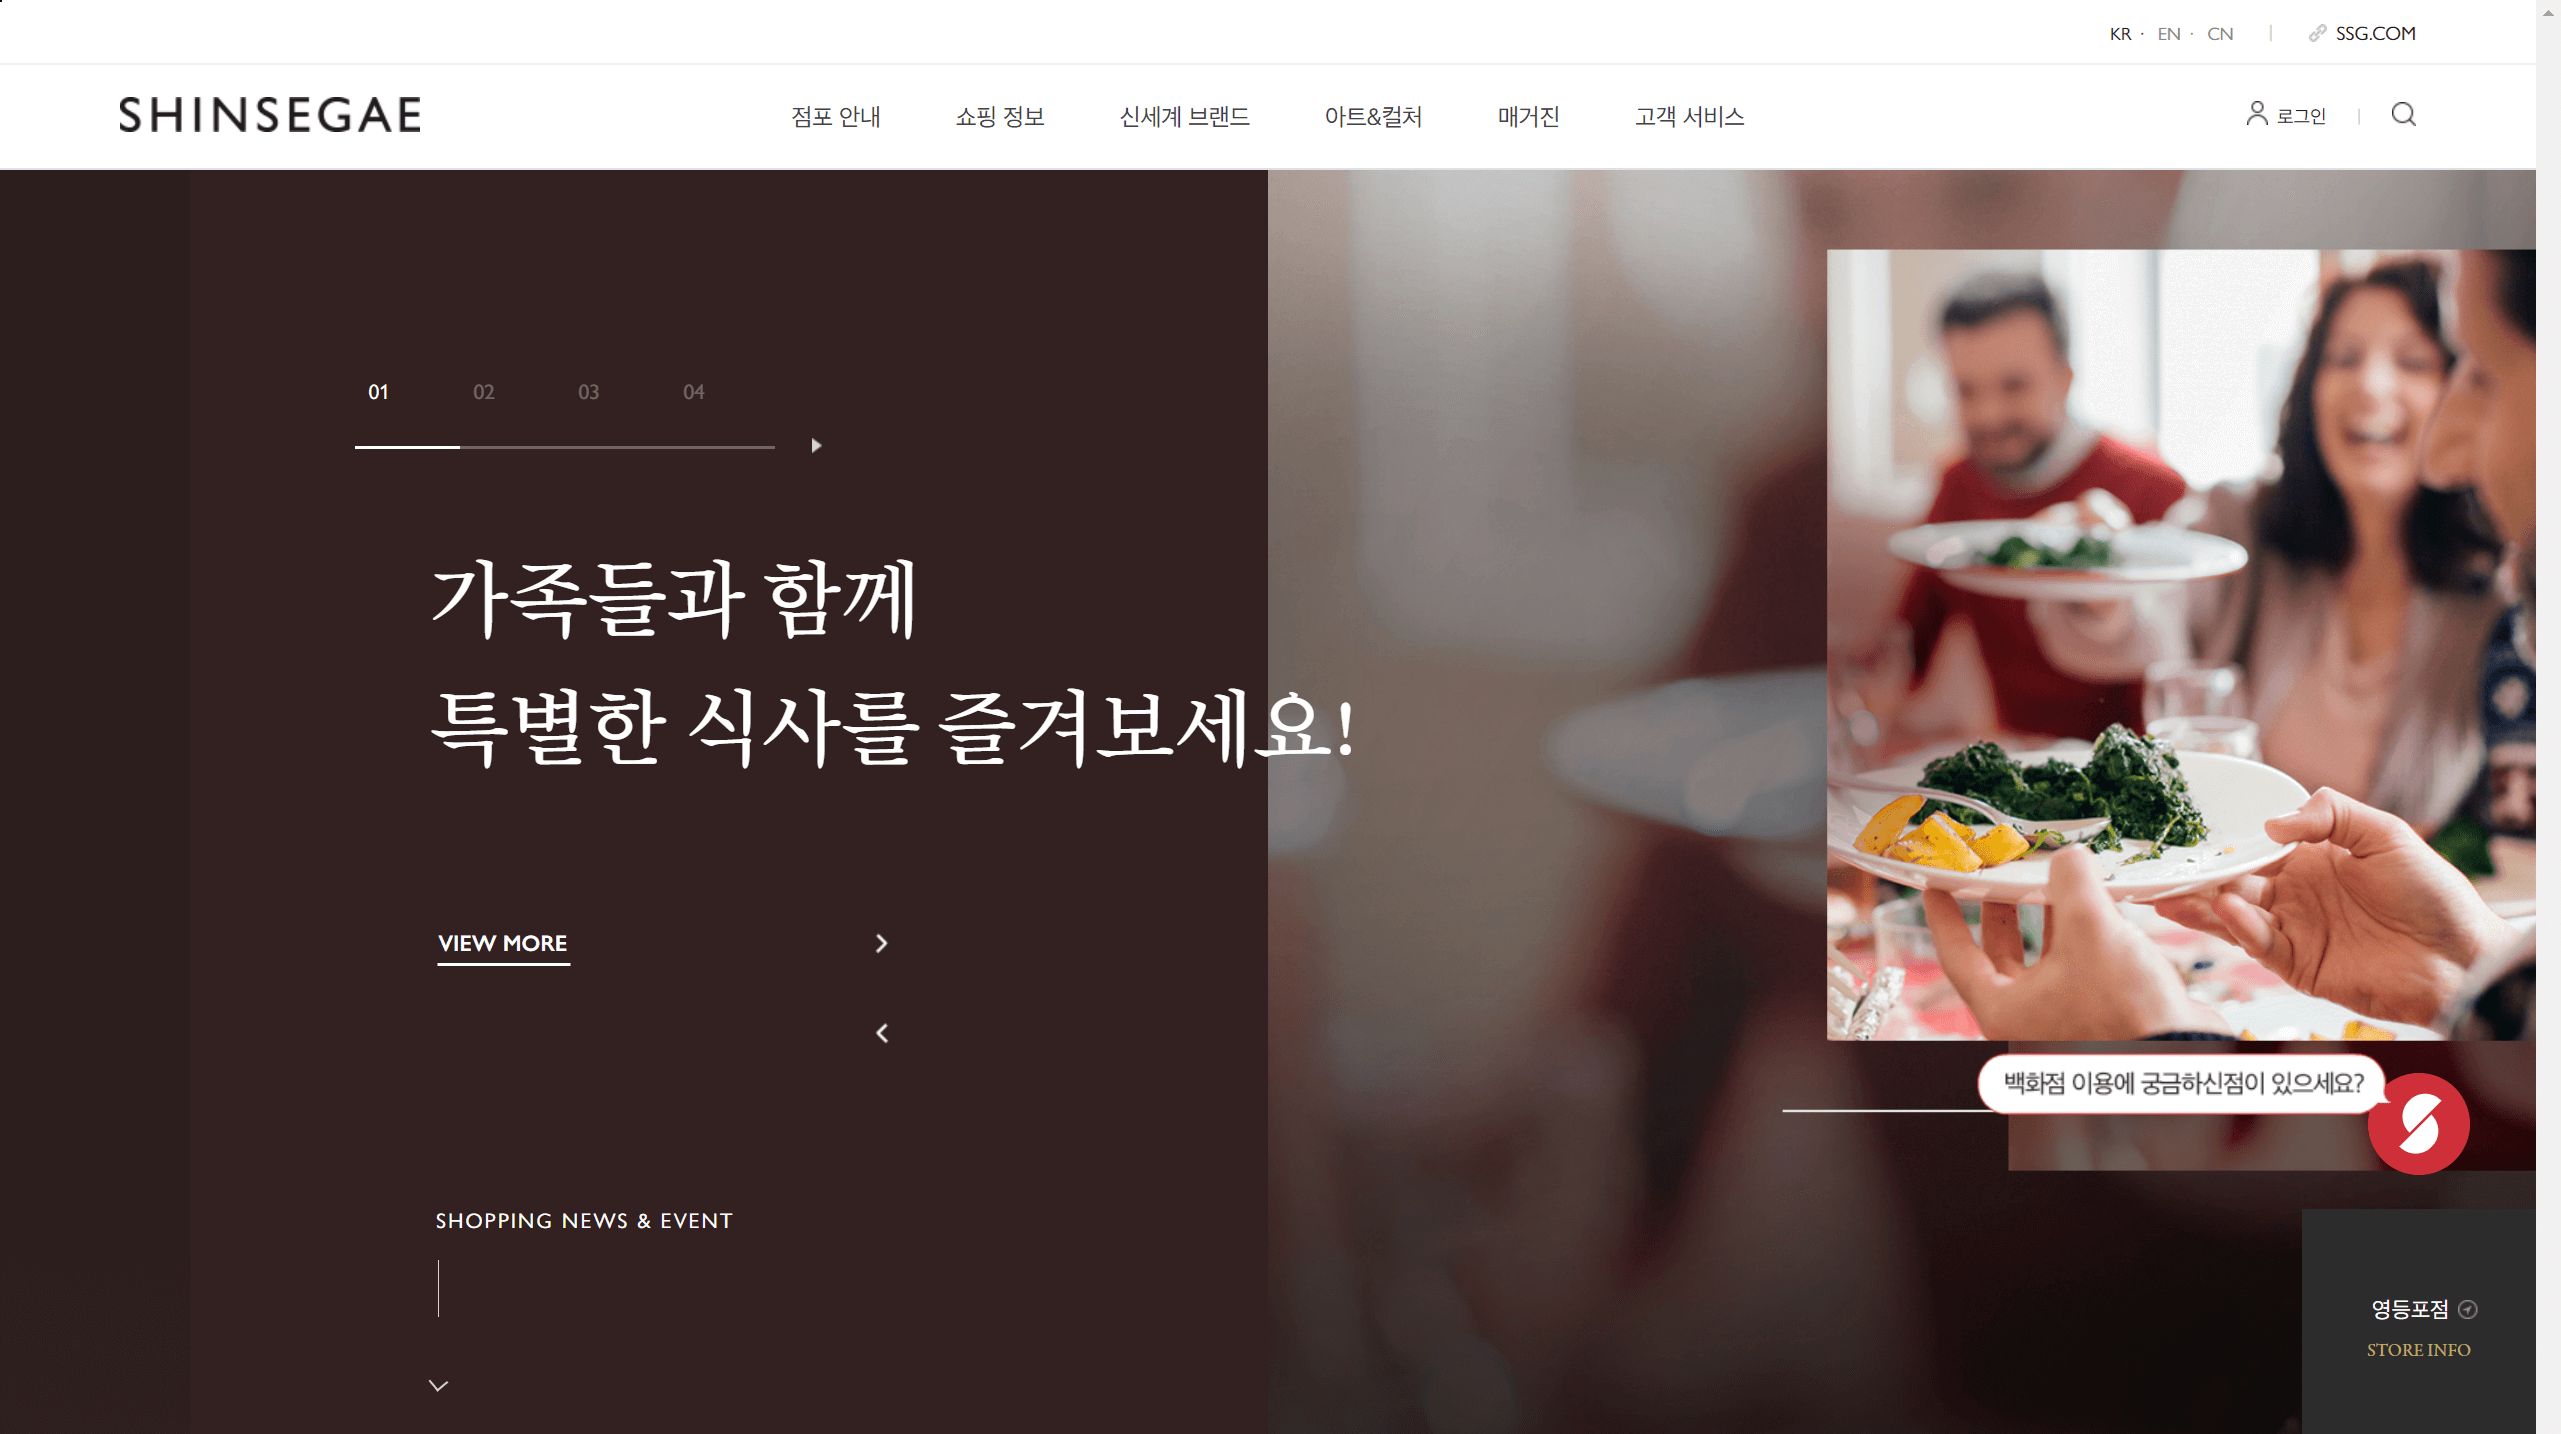 KR · EN · CN | SSG.COM
SHINSEGAE
점포 안내 쇼핑 정보 신세계 브랜드 아트&컬처 매거진 고객 서비스
로그인
01 02 03 04
가족들과 함께
특별한 식사를 즐겨보세요!
VIEW MORE
백화점 이용에 궁금하신점이 있으세요?
SHOPPING NEWS & EVENT
영등포점
STORE INFO